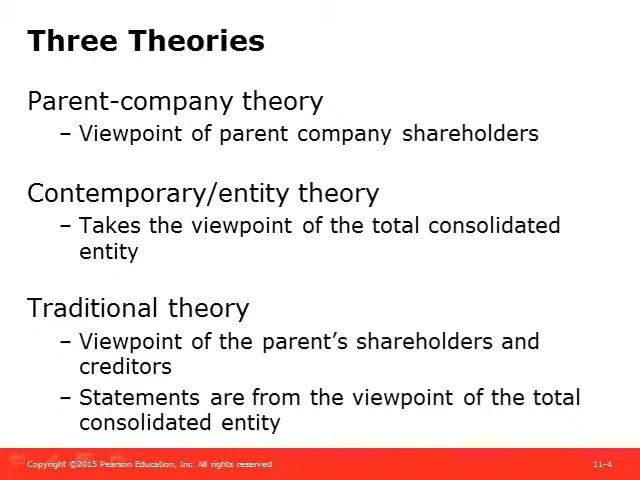 Three Theories
Parent-company theory
– Viewpoint of parent company shareholders
Contemporary/entity theory
– Takes the viewpoint of the total consolidated
entity
Traditional theory
– Viewpoint of the parent’s shareholders and
creditors
– Statements are from the viewpoint of the total
consolidated entity
Copyright ©2015 Pearson Education, Inc. All rights reserved.
11-4